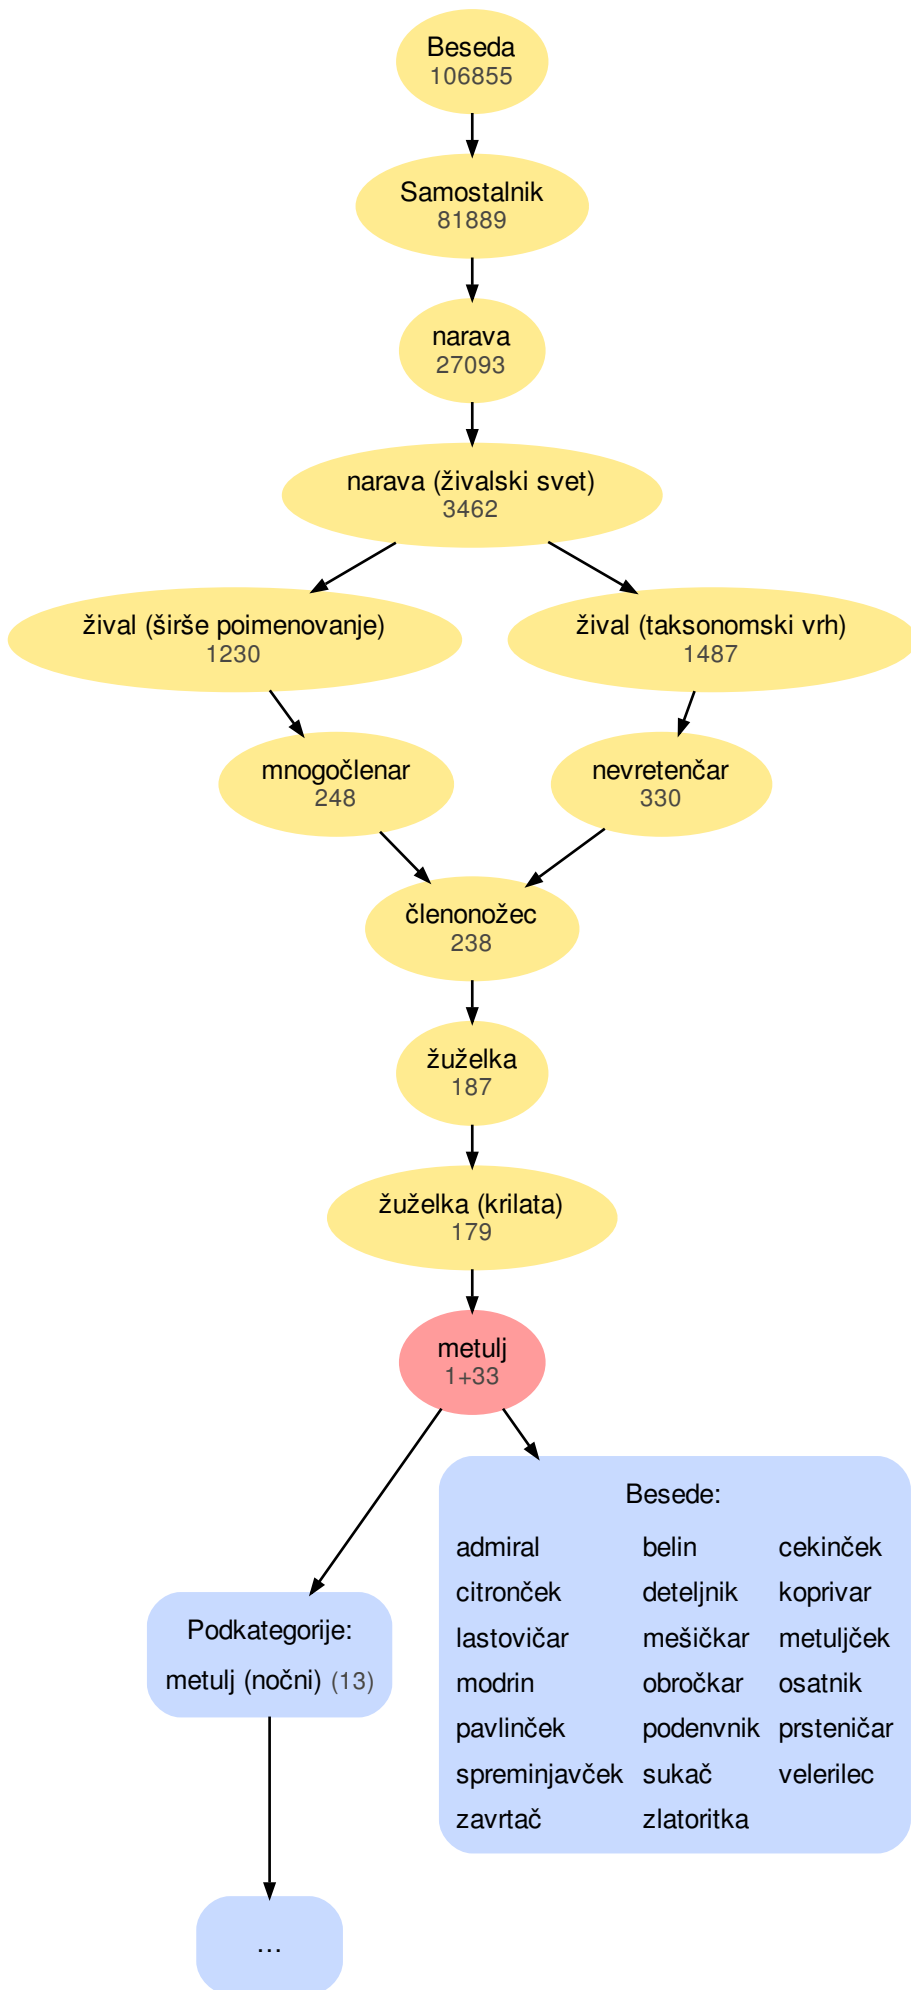 Beseda
106855
Samostalnik
81889
narava
27093
narava (živalski svet)
3462
žival (širše poimenovanje)
1230
žival (taksonomski vrh)
1487
mnogočlenar
248
nevretenčar
330
členonožec
238
žuželka
187
žuželka (krilata)
179
metulj
1+33
Besede:
admiral belin cekinček
citronček deteljnik koprivar
lastovičar mešičkar metuljček
modrin obročkar osatnik
pavlinček podenvnik prsteničar
spreminjavček sukač velerilec
zavrtač zlatoritka
Podkategorije:
metulj (nočni) (13)
...